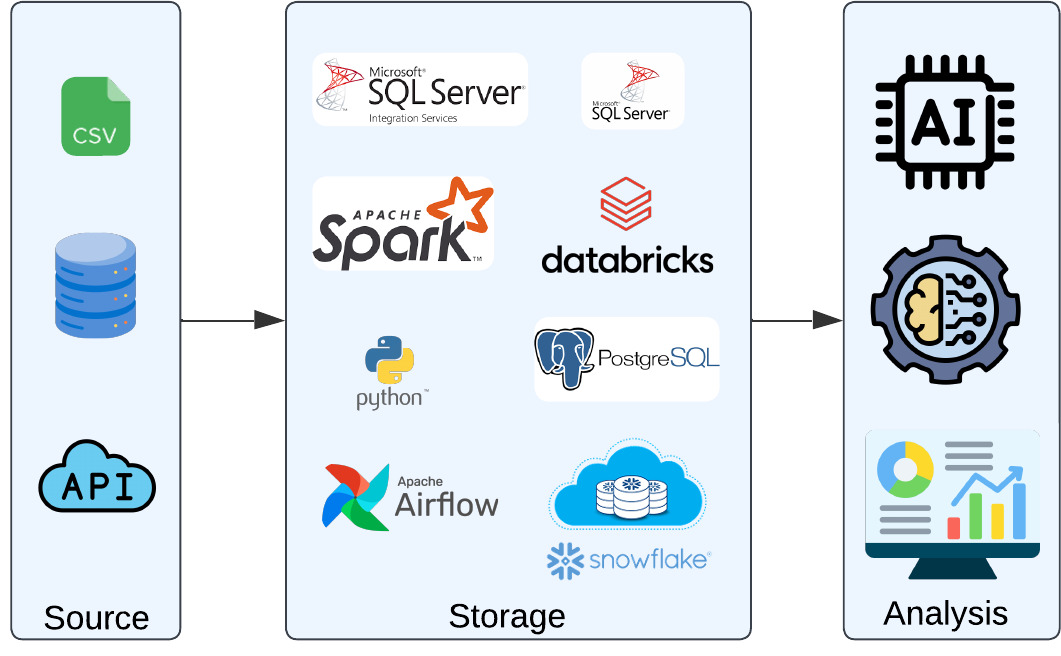 CSV
API
Source
Microsoft®
SQL Server®
Integration Services
Microsoft®
SQL Server®
APACHE
Spark™
databricks
python™
PostgreSQL
Apache
Airflow
snowflake®
Storage
AI
Analysis